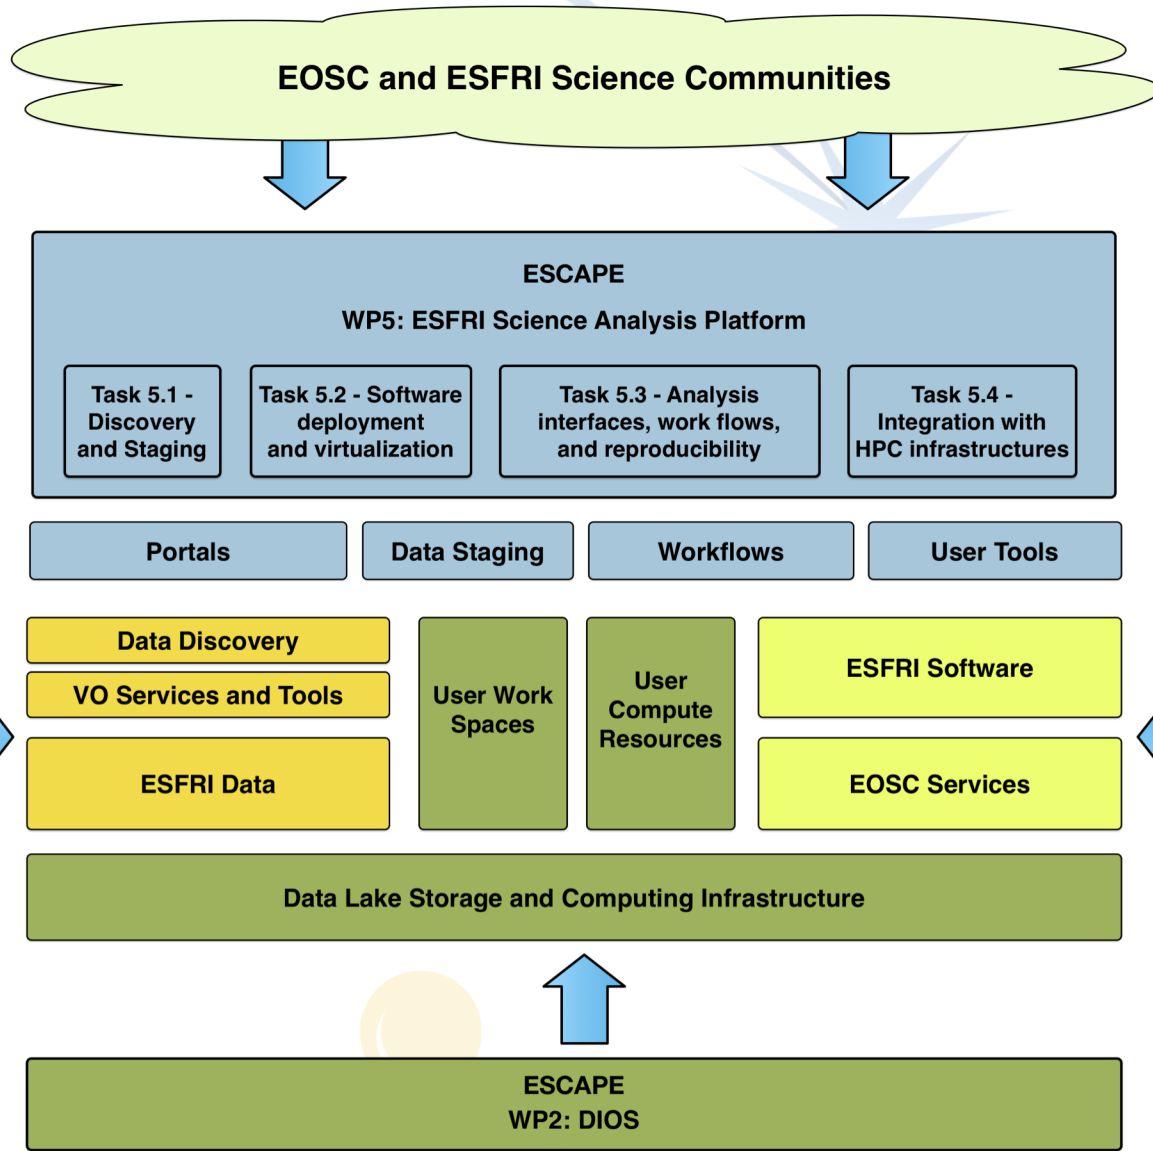 EOSC and ESFRI Science Communities
ESCAPE
WP5: ESFRI Science Analysis Platform
Task 5.1 -
Discovery
and Staging
Task 5.2 - Software
deployment
and virtualization
Task 5.3 - Analysis
interfaces, work flows,
and reproducibility
Task 5.4 -
Integration with
HPC infrastructures
Portals
Data Staging
Workflows
User Tools
Data Discovery
VO Services and Tools
ESFRI Data
User Work
Spaces
User
Compute
Resources
ESFRI Software
EOSC Services
Data Lake Storage and Computing Infrastructure
ESCAPE
WP2: DIOS